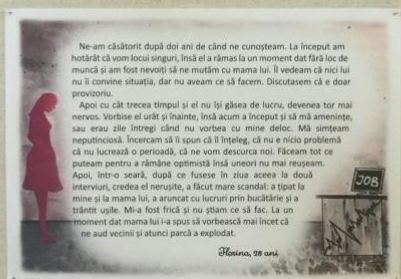 Ne-am căsătorit după doi ani de când ne cunoșteam. La început am
hotărât că vom locui singuri, însă el a rămas la un moment dat fără loc de
muncă și am fost nevoiți să ne mutăm cu mama lui. Îl vedeam că nici lui
nu îi convine situația, dar nu aveam ce să facem. Discutasem că e doar
provizoriu.
Apoi cu cât trecea timpul și el nu își găsea de lucru, devenea tot mai
nervos. Vorbise el urât și înainte, însă acum a început și să mă amenințe,
sau erau zile întregi când nu vorbea cu mine deloc. Mă simțeam
neputincioasă. Încercam să îi spun că îl înțeleg, că nu e nicio problemă
că nu lucrează o perioadă, că ne vom descurca noi. Făceam tot ce
puteam pentru a rămâne optimistă însă uneori nu mai reușeam.
Apoi, într-o seară, după ce fusese în ziua aceea la două
interviuri, credea el nereușite, a făcut mare scandal: a țipat la
mine și la mama lui, a aruncat cu lucruri prin bucătărie și a
trântit ușile. Mi-a fost frică și nu știam ce să fac. La un
moment dat mama lui i-a spus să vorbească mai încet că
ne aud vecinii și atunci parcă a explodat.
Florina, 28 ani
JOB